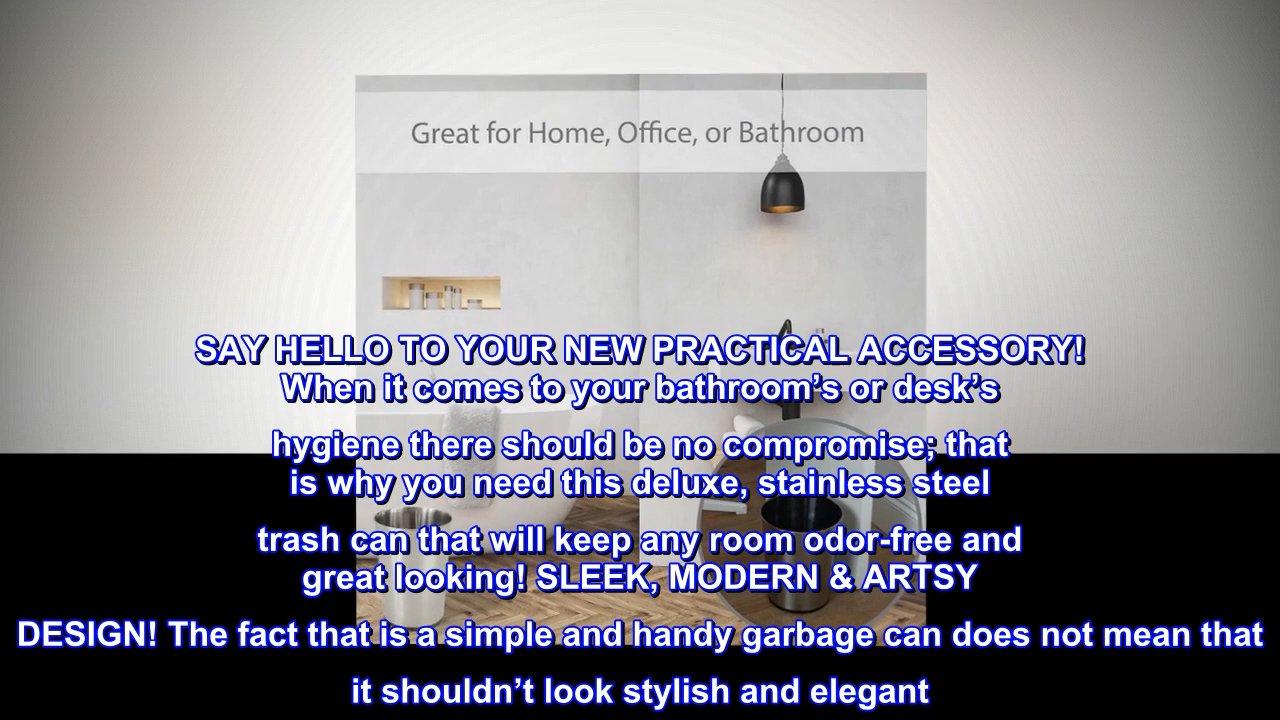 Great for Home, Office, or Bathroom
SAY HELLO TO YOUR NEW PRACTICAL ACCESSORY!
When it comes to your bathroom’s or desk’s
hygiene there should be no compromise; that
is why you need this deluxe, stainless steel
trash can that will keep any room odor-free and
great looking! SLEEK, MODERN & ARTSY
DESIGN! The fact that is a simple and handy garbage can does not mean that
it shouldn’t look stylish and elegant